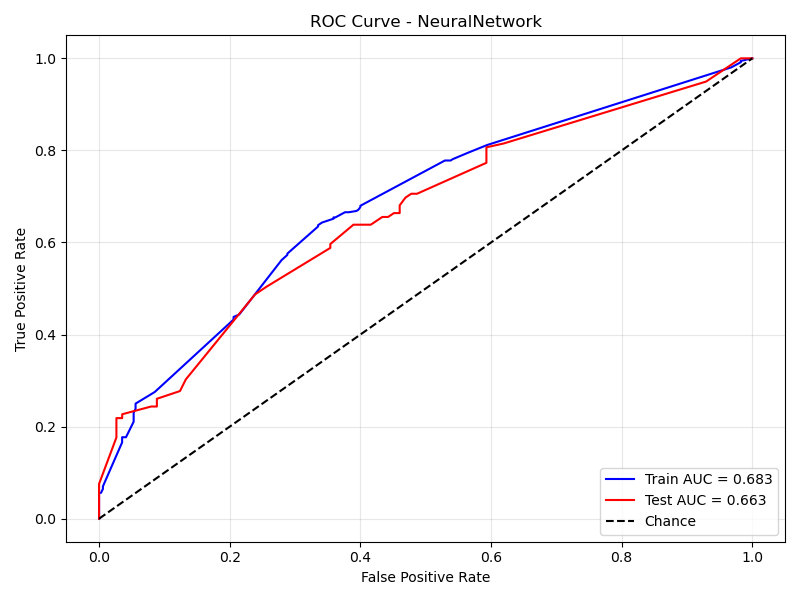 ROC Curve - NeuralNetwork
True Positive Rate
1.0
0.8
0.6
0.4
0.2
0.0
Train AUC = 0.683
Test AUC = 0.663
Chance
0.0 0.2 0.4 0.6 0.8 1.0
False Positive Rate